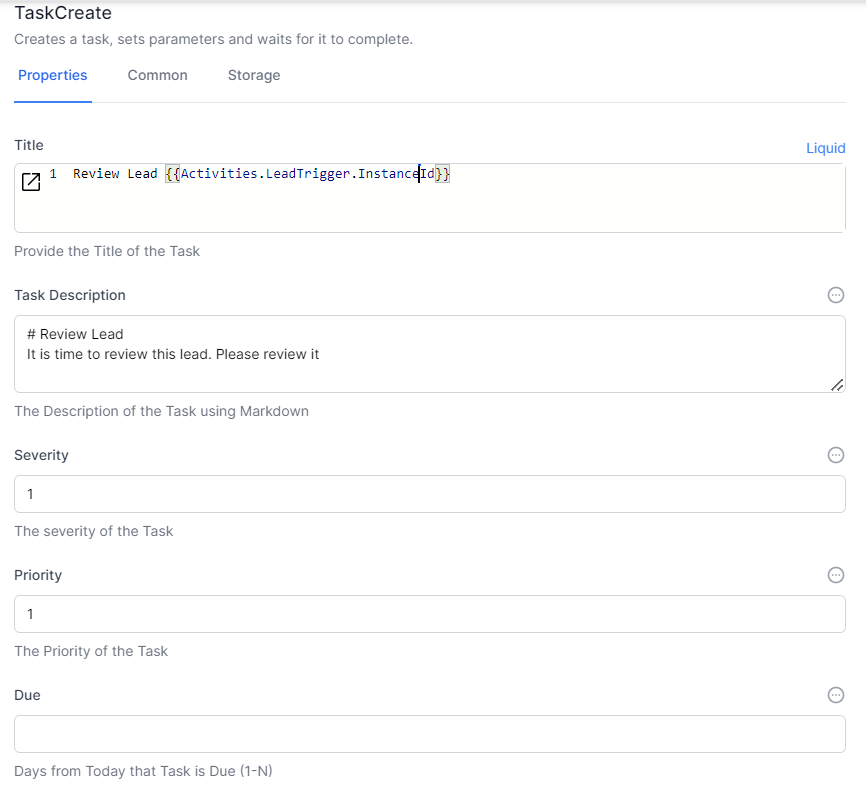 TaskCreate
Creates a task, sets parameters and waits for it to complete.
Properties Common Storage
Title Liquid
1 Review Lead {{Activities.LeadTrigger.InstanceId}}
Provide the Title of the Task
Task Description
# Review Lead
It is time to review this lead. Please review it
The Description of the Task using Markdown
Severity
1
The severity of the Task
Priority
1
The Priority of the Task
Due
Days from Today that Task is Due (1-N)